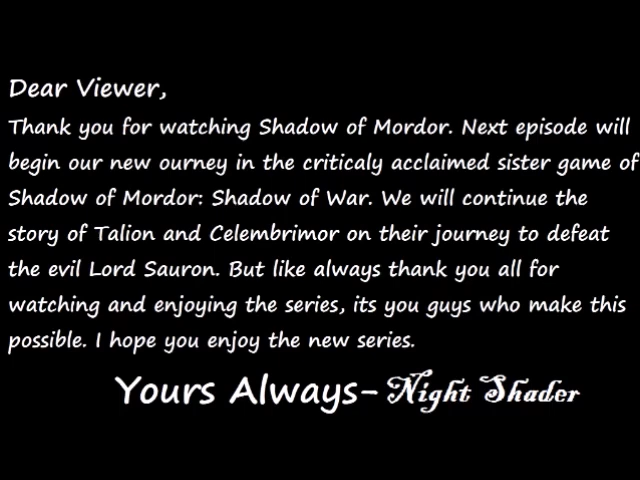 Dear Viewer,
Thank you for watching Shadow of Mordor. Next episode will
begin our new ourney in the criticaly acclaimed sister game of
Shadow of Mordor: Shadow of War. We will continue the
story of Talion and Celembrimor on their journey to defeat
the evil Lord Sauron. But like always thank you all for
watching and enjoying the series, its you guys who make this
possible. I hope you enjoy the new series.
Yours Always- Night Shader